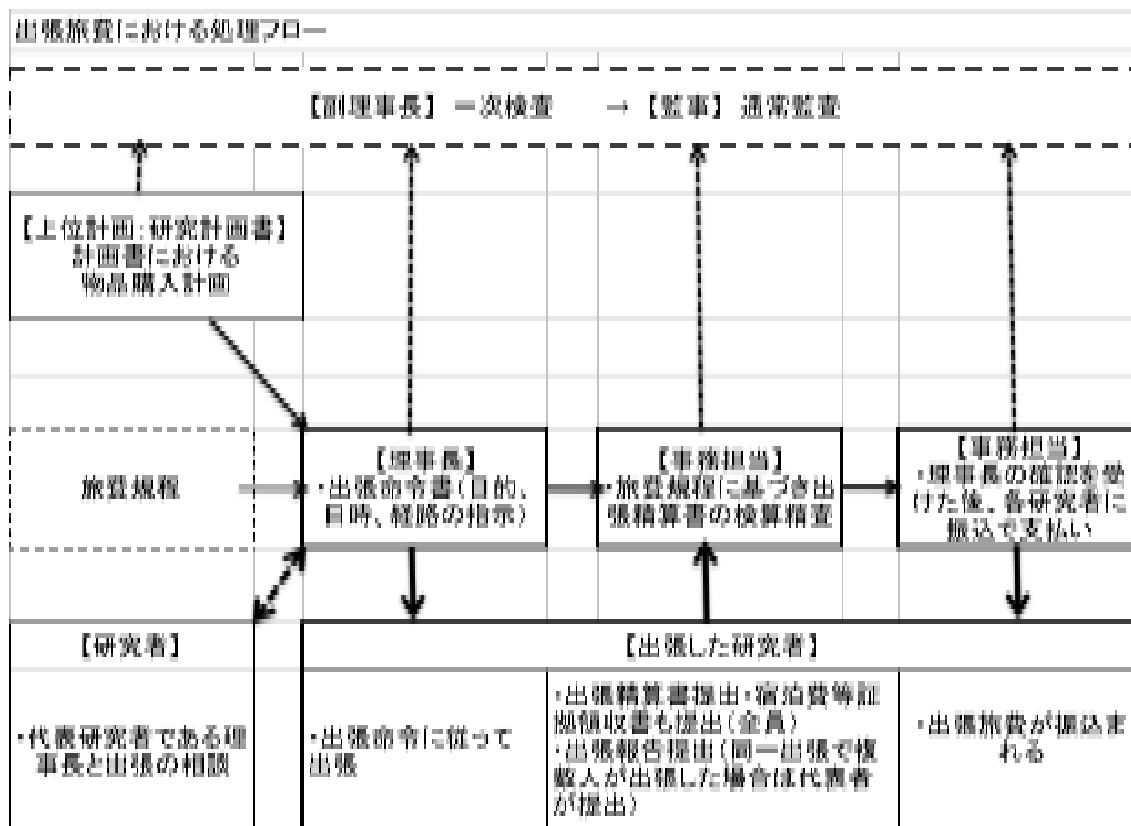 出張旅費における処理フロー
【副理事長】一次検査　→【監事】通常監査
【上位計画：研究計画書】
計画書における
物品購入計画
旅費規程
【理事長】
・出張命令書（目的、
日時、経路の指示）
【事務担当】
・旅費規程に基づき出
張精算書の検算精査
【事務担当】
・理事長の確認を受
けた後、各研究者に
振込で支払い
【研究者】
【出張した研究者】
・代表研究者である理
事長と出張の相談
・出張命令に従って
出張
・出張精算書提出・宿泊費等証
拠領収書も提出（全員）
・出張報告提出（同一出張で複
数人が出張した場合は代表者
が提出）
・出張旅費が振込ま
れる